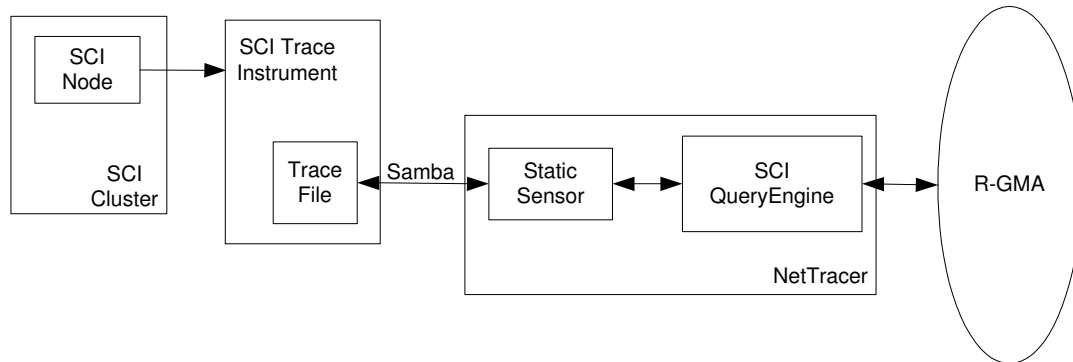 SCI
Node
SCI
Cluster
SCI Trace
Instrument
Trace
File
Samba
Static
Sensor
SCI
QueryEngine
NetTracer
R-GMA